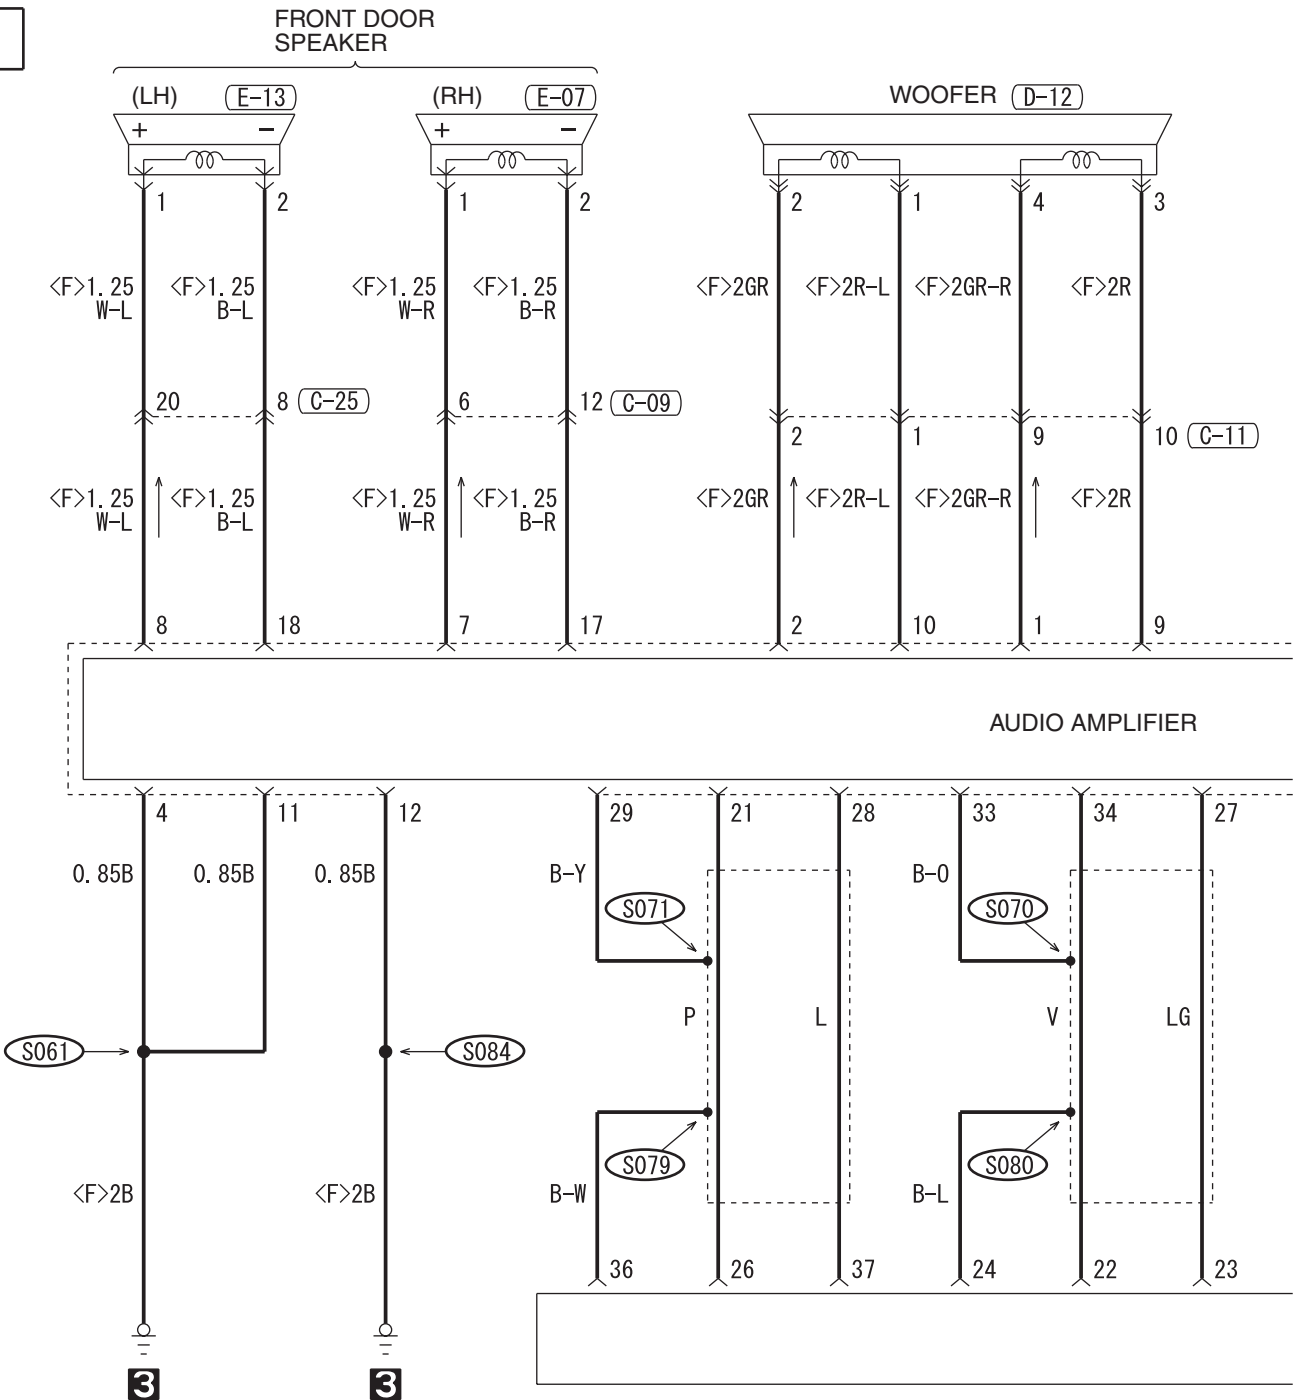 FRONT DOOR
SPEAKER
(LH) E-13 (RH) E-07 WOOFER D-12
+ − + −
1 2 1 2 2 1 4 3
<F>1.25 <F>1.25 <F>1.25 <F>1.25 <F>2GR <F>2R-L <F>2GR-R <F>2R
W-L B-L W-R B-R
20 8 C-25 6 12 C-09
2 1 9 10 C-11
<F>1.25 <F>1.25 <F>1.25 <F>1.25 <F>2GR <F>2R-L <F>2GR-R <F>2R
W-L B-L W-R B-R
8 18 7 17 2 10 1 9
AUDIO AMPLIFIER
4 11 12 29 21 28 33 34 27
0.85B 0.85B 0.85B B-Y B-O
S071 S070
P L V LG
S061 S084
S079 S080
<F>2B <F>2B B-W B-L
36 26 37 24 22 23
3 3